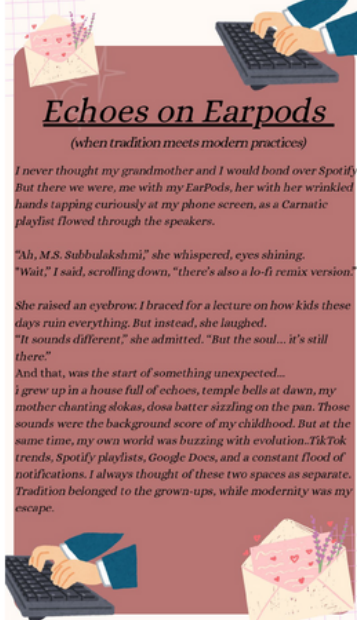 Echoes on Earpods
(when tradition meets modern practices)
I never thought my grandmother and I would bond over Spotify
But there we were, me with my EarPods, her with her wrinkled
hands tapping curiously at my phone screen, as a Carnatic
playlist flowed through the speakers.
“Ah, M.S. Subbulakshmi,” she whispered, eyes shining.
“Wait,” I said, scrolling down, “there’s also a lo-fi remix version.”
She raised an eyebrow. I braced for a lecture on how kids these
days ruin everything. But instead, she laughed.
“It sounds different,” she admitted. “But the soul... it’s still
there.”
And that, was the start of something unexpected...
i grew up in a house full of echoes, temple bells at dawn, my
mother chanting slokas, dosa batter sizzling on the pan. Those
sounds were the background score of my childhood. But at the
same time, my own world was buzzing with evolution..TikTok
trends, Spotify playlists, Google Docs, and a constant flood of
notifications. I always thought of these two spaces as separate.
Tradition belonged to the grown-ups, while modernity was my
escape.